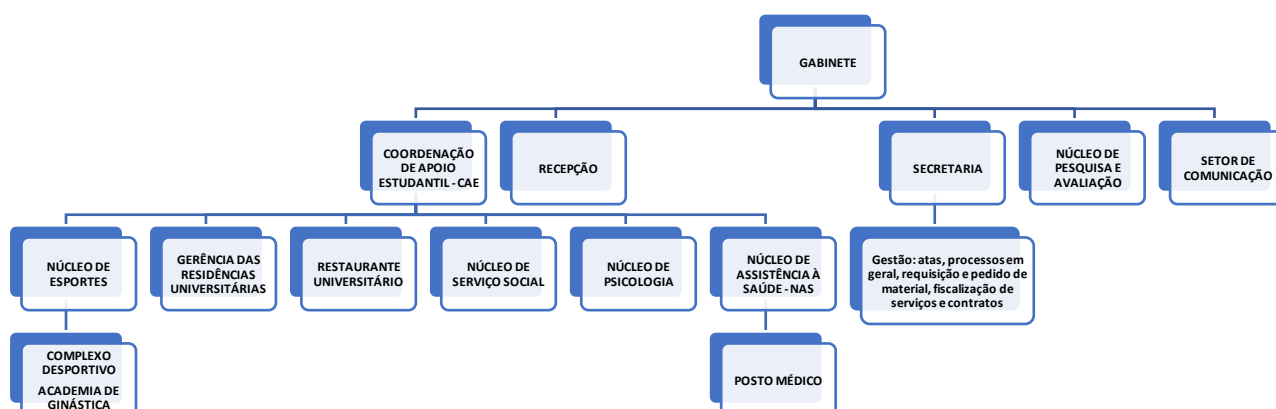 GABINETE
COORDENAÇÃO
DE APOIO
ESTUDANTIL - CAE
RECEPÇÃO
SECRETARIA
NÚCLEO DE
PESQUISA E
AVALIAÇÃO
SETOR DE
COMUNICAÇÃO
NÚCLEO DE
ESPORTES
GERÊNCIA DAS
RESIDÊNCIAS
UNIVERSITÁRIAS
RESTAURANTE
UNIVERSITÁRIO
NÚCLEO DE
SERVIÇO SOCIAL
NÚCLEO DE
PSICOLOGIA
NÚCLEO DE
ASSISTÊNCIA À
SAÚDE - NAS
Gestão: atas, processos em
geral, requisição e pedido de
material, fiscalização de
serviços e contratos
COMPLEXO
DESPORTIVO
ACADEMIA DE
GINÁSTICA
POSTO MÉDICO